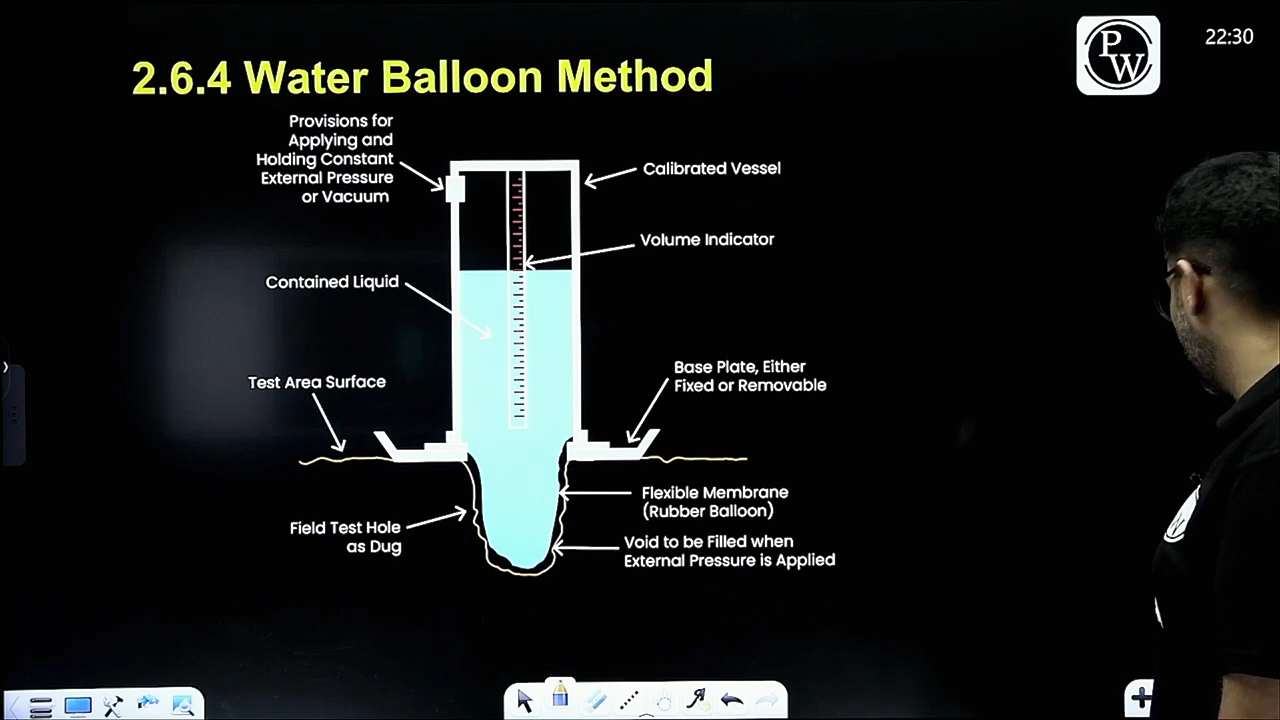 2.6.4 Water Balloon Method
PW
22:30
Provisions for
Applying and
Holding Constant
External Pressure
or Vacuum
Calibrated Vessel
Volume Indicator
Contained Liquid
Test Area Surface
Base Plate, Either
Fixed or Removable
Flexible Membrane
(Rubber Balloon)
Field Test Hole
as Dug
Void to be Filled when
External Pressure is Applied